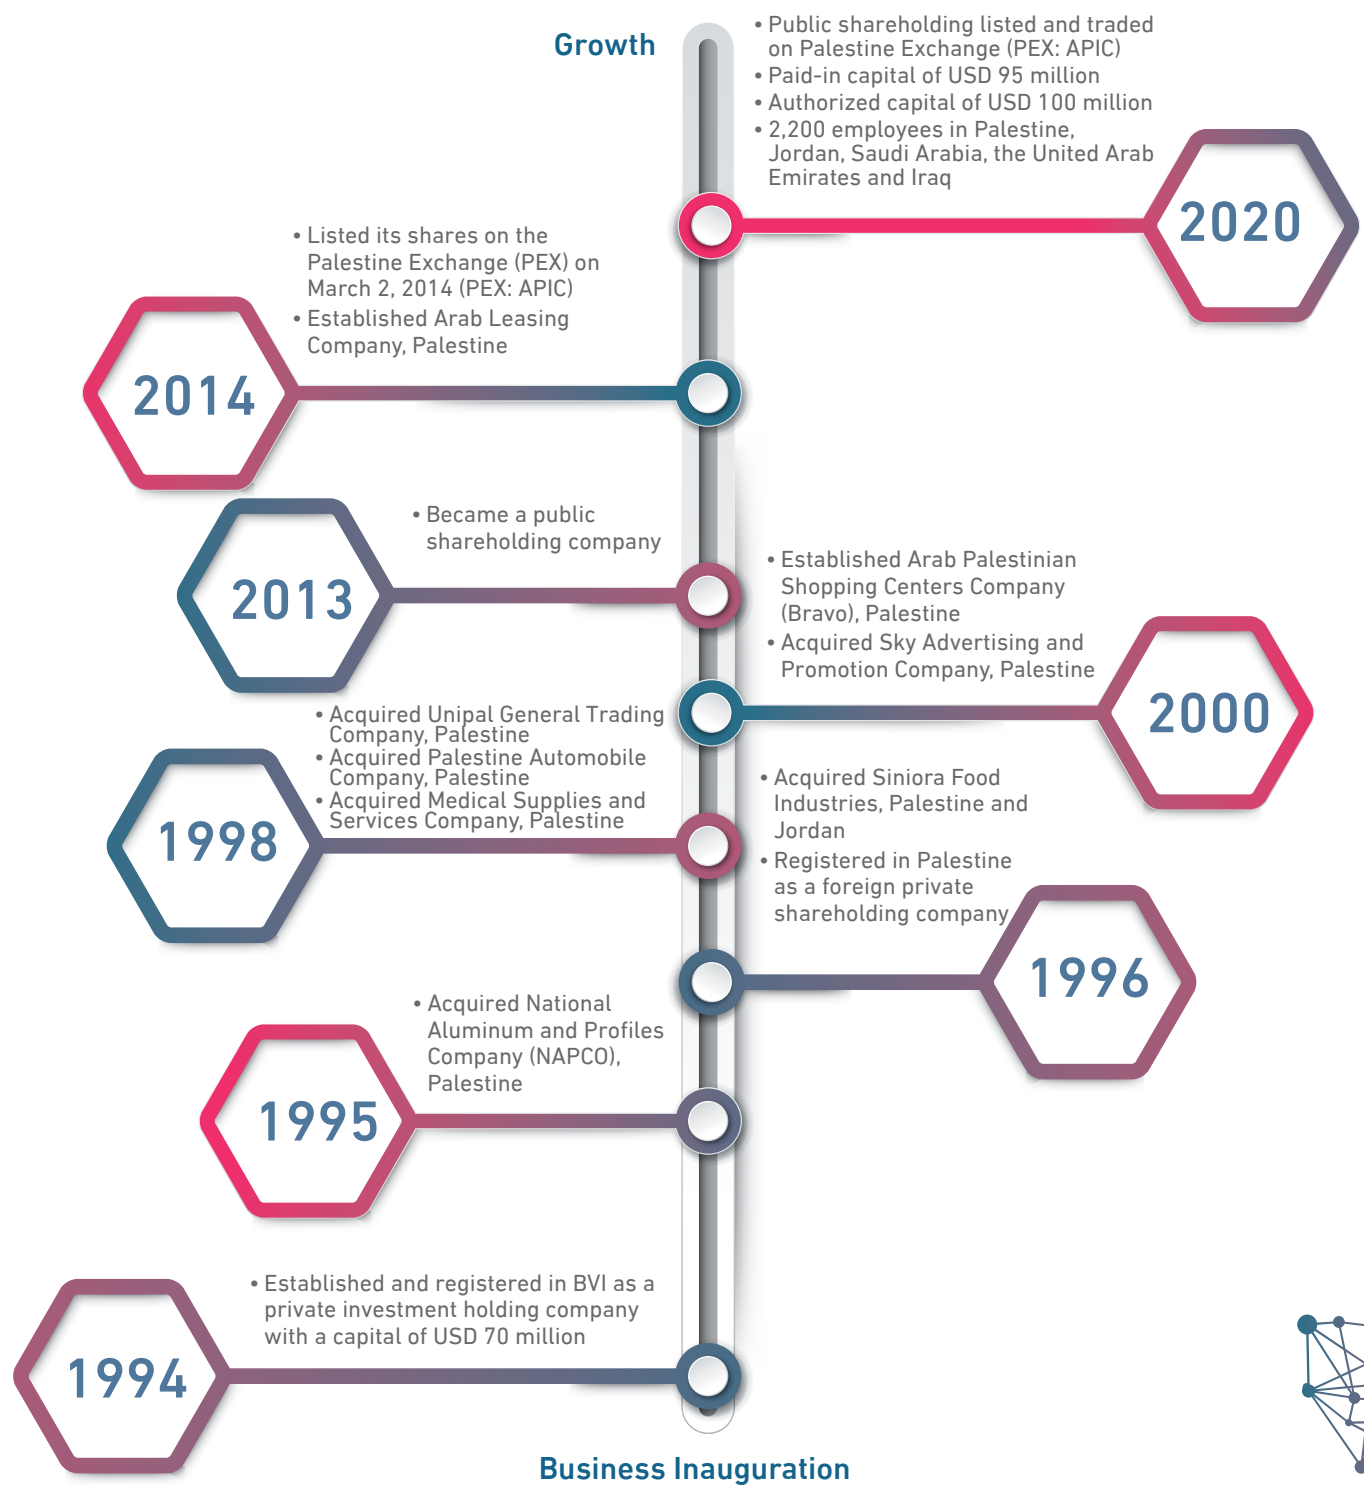 Growth
• Public shareholding listed and traded
on Palestine Exchange (PEX: APIC)
• Paid-in capital of USD 95 million
• Authorized capital of USD 100 million
• 2,200 employees in Palestine,
Jordan, Saudi Arabia, the United Arab
Emirates and Iraq
2020
• Listed its shares on the
Palestine Exchange (PEX) on
March 2, 2014 (PEX: APIC)
• Established Arab Leasing
Company, Palestine
2014
• Became a public
shareholding company
2013
• Established Arab Palestinian
Shopping Centers Company
(Bravo), Palestine
• Acquired Sky Advertising and
Promotion Company, Palestine
2000
• Acquired Unipal General Trading
Company, Palestine
• Acquired Palestine Automobile
Company, Palestine
• Acquired Medical Supplies and
Services Company, Palestine
1998
• Acquired Siniora Food
Industries, Palestine and
Jordan
• Registered in Palestine
as a foreign private
shareholding company
1996
• Acquired National
Aluminum and Profiles
Company (NAPCO),
Palestine
1995
• Established and registered in BVI as a
private investment holding company
with a capital of USD 70 million
1994
Business Inauguration